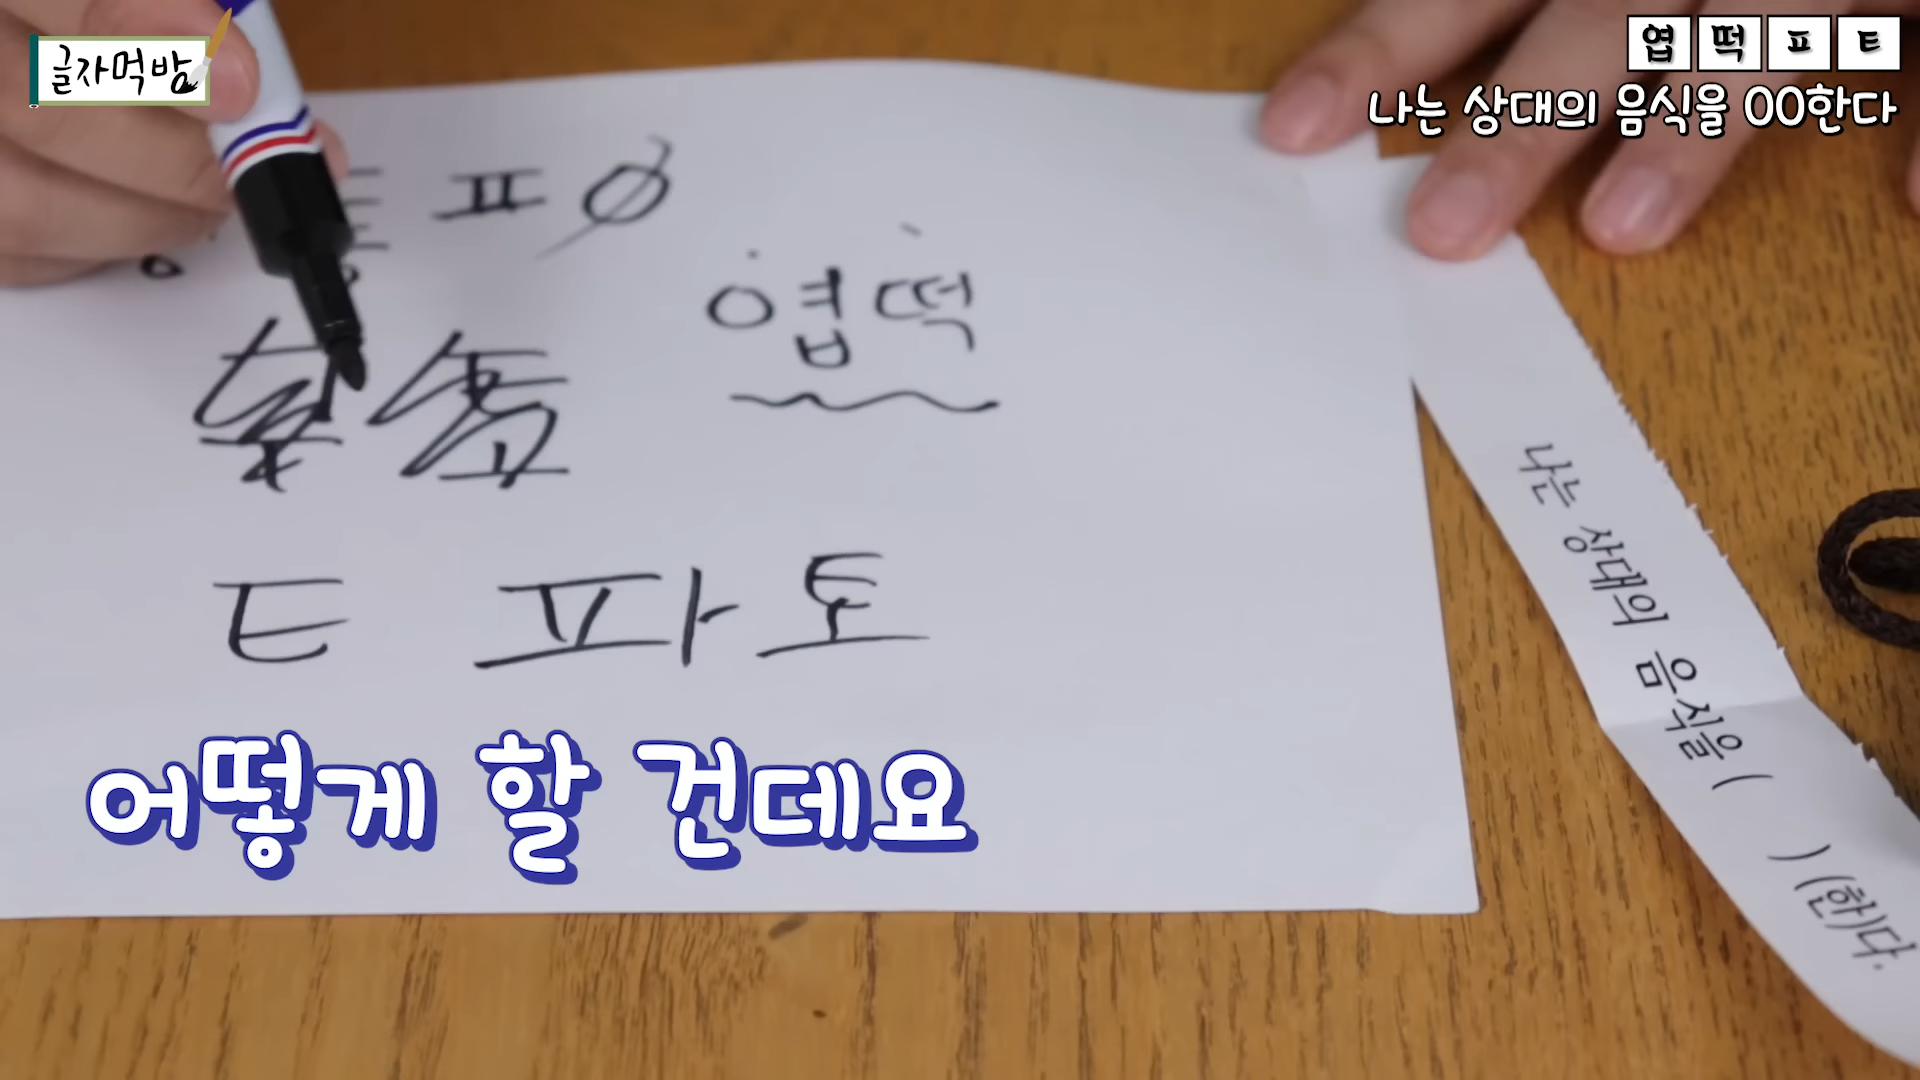 글자먹방
엽떡ㅍㅌ
나는 상대의 음식을 OO한다
ㅍ
엽떡
ㅌ 파토
나는 상대의 음식을 ( ) (한)다.
어떻게 할 건데요